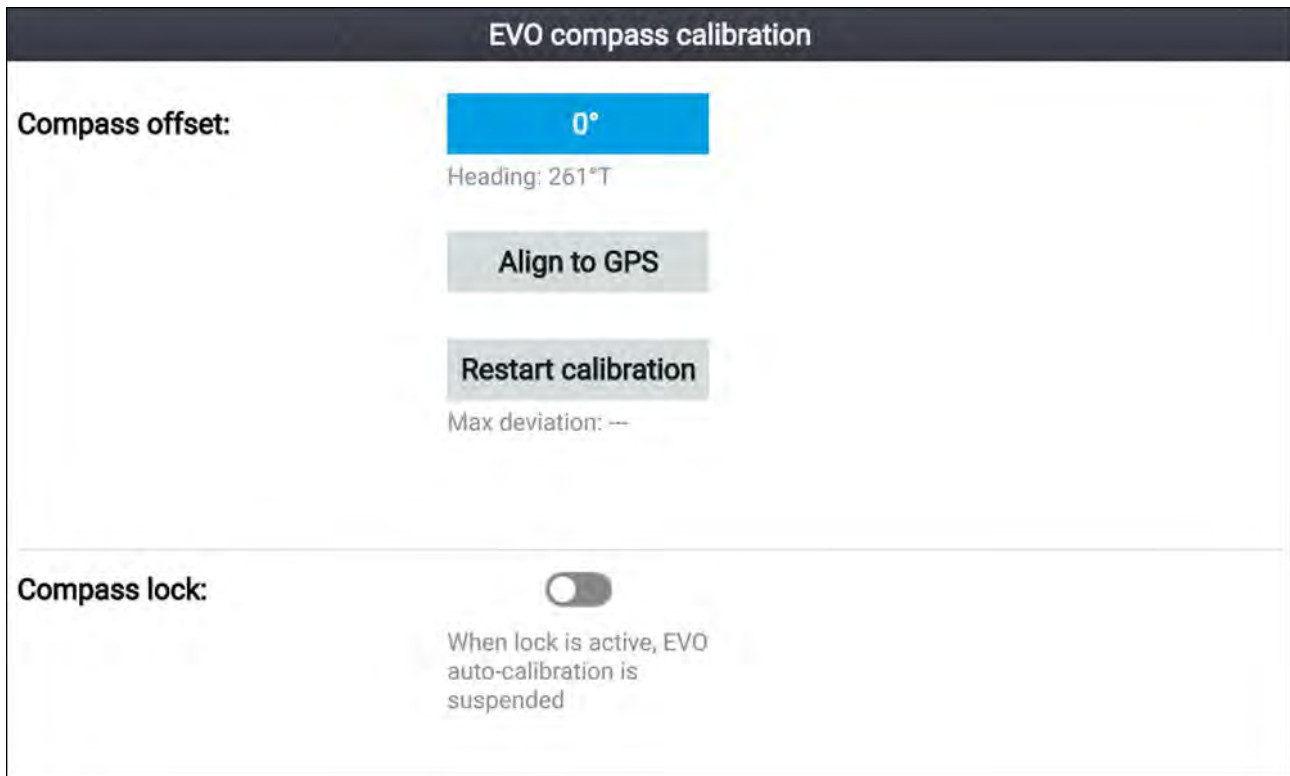 EVO compass calibration
Compass offset:
0°
Heading: 261°T
Align to GPS
Restart calibration
Max deviation: ---
Compass lock:
When lock is active, EVO
auto-calibration is
suspended